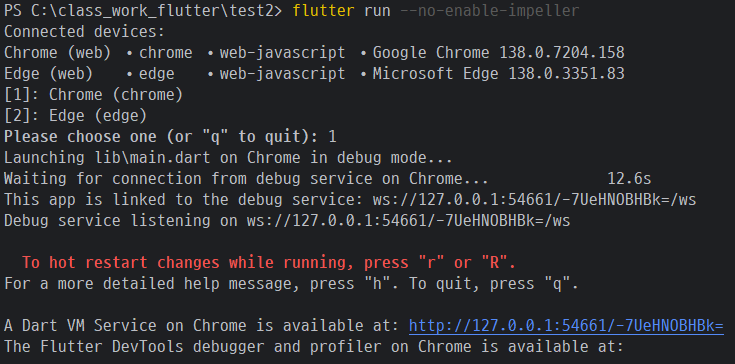 PS C:\class_work_flutter\test2> flutter run --no-enable-impeller
Connected devices:
Chrome (web) • chrome • web-javascript • Google Chrome 138.0.7204.158
Edge (web) • edge • web-javascript • Microsoft Edge 138.0.3351.83
[1]: Chrome (chrome)
[2]: Edge (edge)
Please choose one (or "q" to quit): 1
Launching lib\main.dart on Chrome in debug mode...
Waiting for connection from debug service on Chrome... 12.6s
This app is linked to the debug service: ws://127.0.0.1:54661/-7UeHNOBHBk=/ws
Debug service listening on ws://127.0.0.1:54661/-7UeHNOBHBk=/ws
To hot restart changes while running, press "r" or "R".
For a more detailed help message, press "h". To quit, press "q".
A Dart VM Service on Chrome is available at: http://127.0.0.1:54661/-7UeHNOBHBk=
The Flutter DevTools debugger and profiler on Chrome is available at: